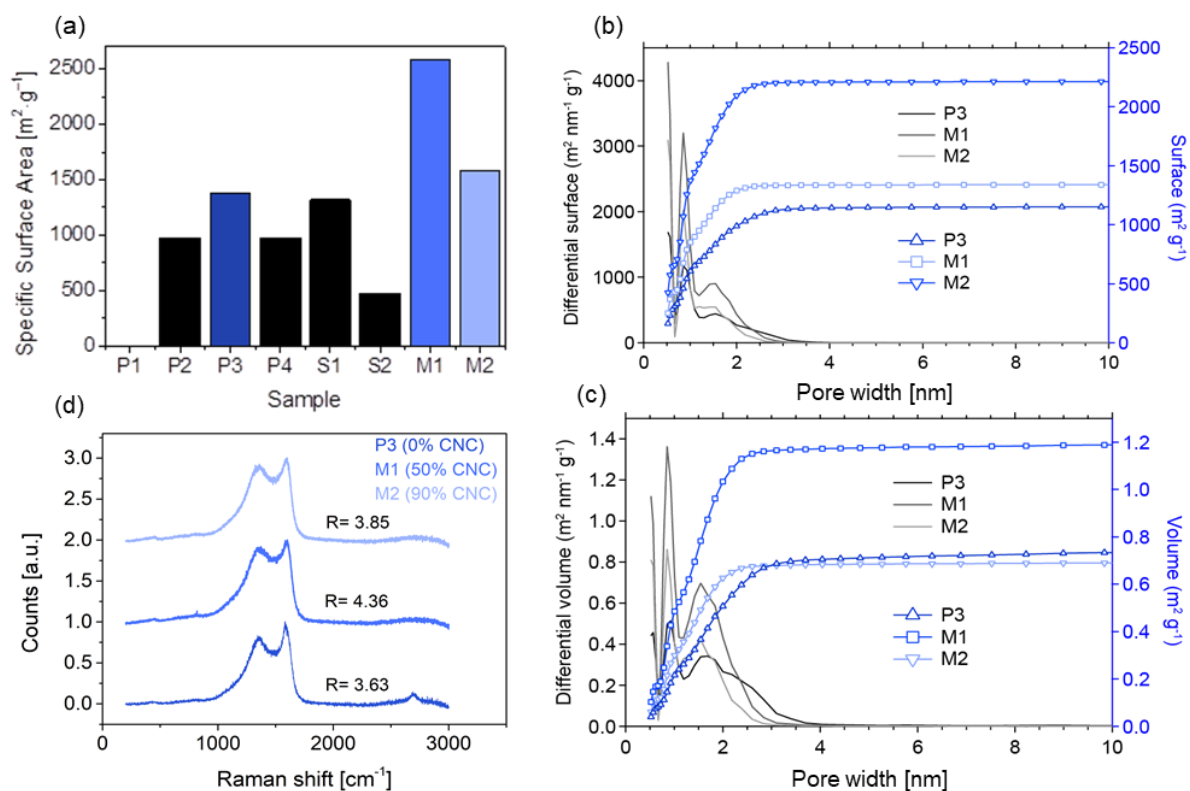 (a)
Specific Surface Area [m²·g⁻¹]
2500
2000
1500
1000
500
0
P1 P2 P3 P4 S1 S2 M1 M2
Sample
(b)
Differential surface (m² nm⁻¹ g⁻¹)
4000
3000
2000
1000
0
P3
M1
M2
P3
M1
M2
2500
2000
1500
1000
500
0
Surface (m² g⁻¹)
0 2 4 6 8 10
Pore width [nm]
(d)
P3 (0% CNC)
M1 (50% CNC)
M2 (90% CNC)
Counts [a.u.]
3.0
2.5
2.0
1.5
1.0
0.5
0.0
R= 3.85
R= 4.36
R= 3.63
0 1000 2000 3000
Raman shift [cm⁻¹]
(c)
Differential volume (m² nm⁻¹ g⁻¹)
1.4
1.2
1.0
0.8
0.6
0.4
0.2
0.0
P3
M1
M2
P3
M1
M2
1.2
1.0
0.8
0.6
0.4
0.2
0.0
Volume (m² g⁻¹)
0 2 4 6 8 10
Pore width [nm]